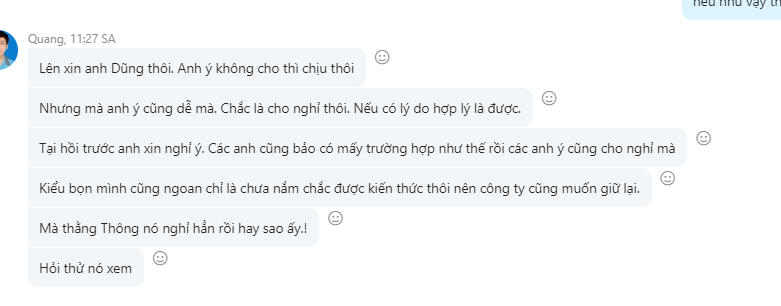 nếu như vậy th
Quang, 11:27 SA
Lên xin anh Dũng thôi. Anh ý không cho thì chịu thôi
Nhưng mà anh ý cũng dễ mà. Chắc là cho nghỉ thôi. Nếu có lý do hợp lý là được.
Tại hồi trước anh xin nghỉ ý. Các anh cũng bảo có mấy trường hợp như thế rồi các anh ý cũng cho nghỉ mà
Kiểu bọn mình cũng ngoan chỉ là chưa nắm chắc được kiến thức thôi nên công ty cũng muốn giữ lại.
Mà thằng Thông nó nghỉ hẳn rồi hay sao ấy.!
Hỏi thử nó xem